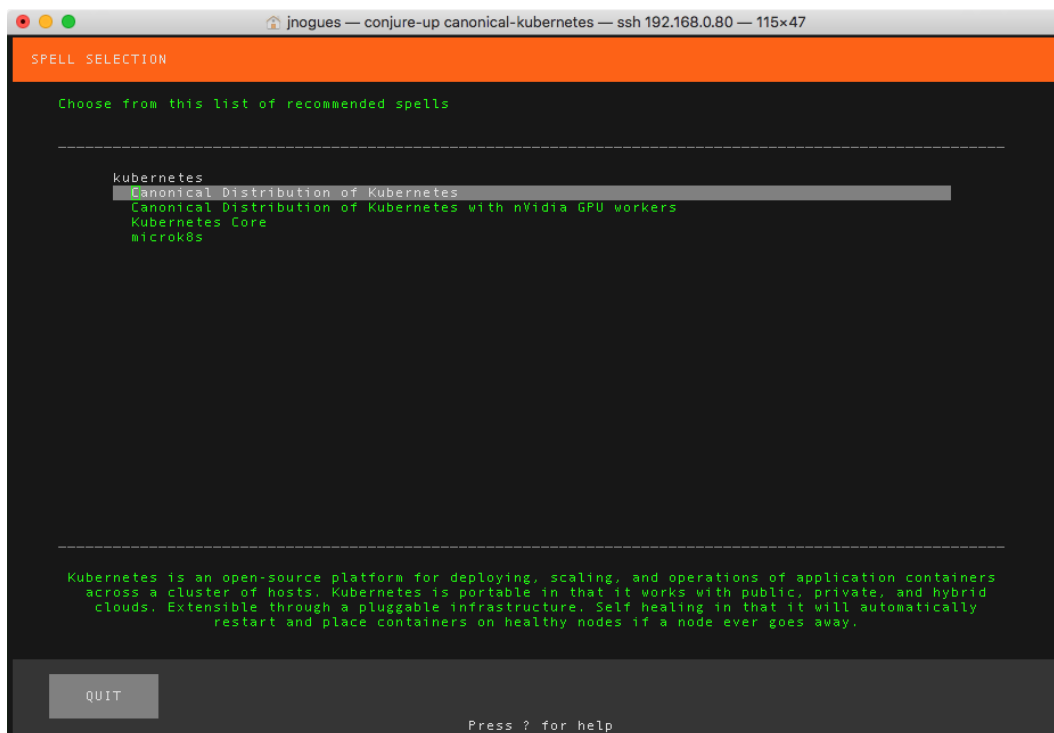 jnogues — conjure-up canonical-kubernetes — ssh 192.168.0.80 — 115×47
SPELL SELECTION
Choose from this list of recommended spells
kubernetes
Canonical Distribution of Kubernetes
Canonical Distribution of Kubernetes with nVidia GPU workers
Kubernetes Core
microk8s
Kubernetes is an open-source platform for deploying, scaling, and operations of application containers
across a cluster of hosts. Kubernetes is portable in that it works with public, private, and hybrid
clouds. Extensible through a pluggable infrastructure. Self healing in that it will automatically
restart and place containers on healthy nodes if a node ever goes away.
QUIT
Press ? for help